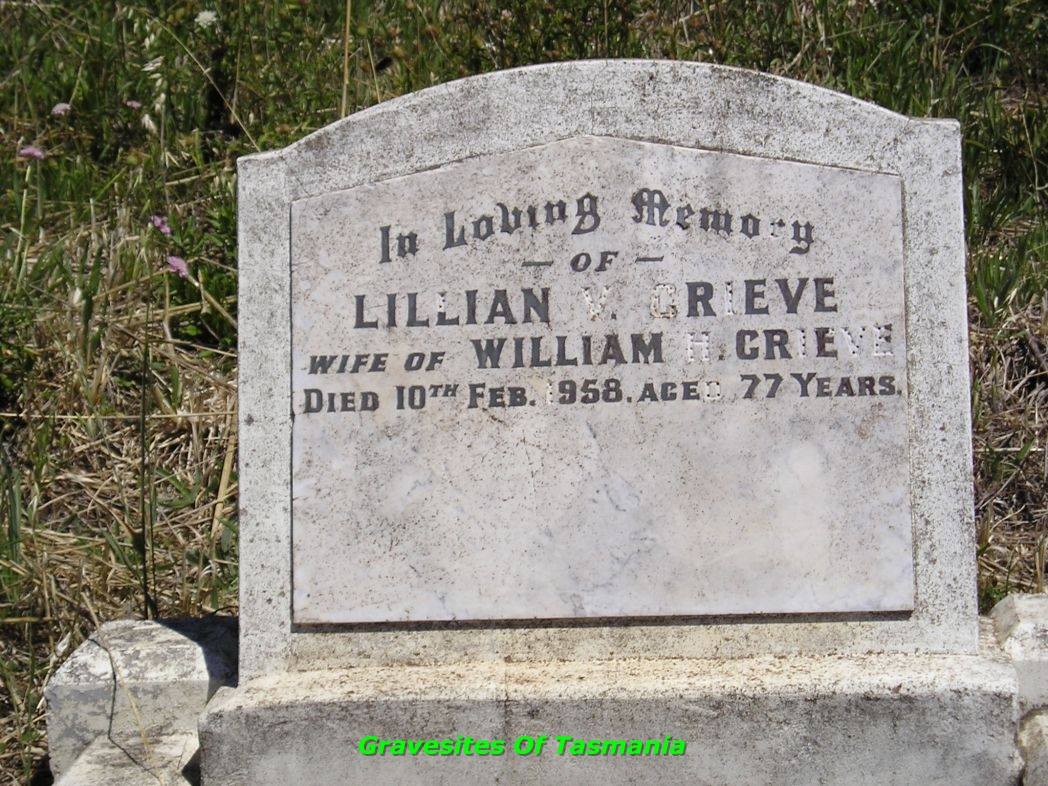 In Loving Memory
— OF —
LILLIAN V. GRIEVE
WIFE OF WILLIAM H. GRIEVE
DIED 10TH FEB. 1958. AGED 77 YEARS.
Gravesites Of Tasmania